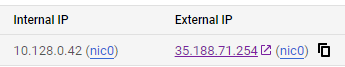 Internal IP External IP
10.128.0.42 (nic0) 35.188.71.254 (nic0)